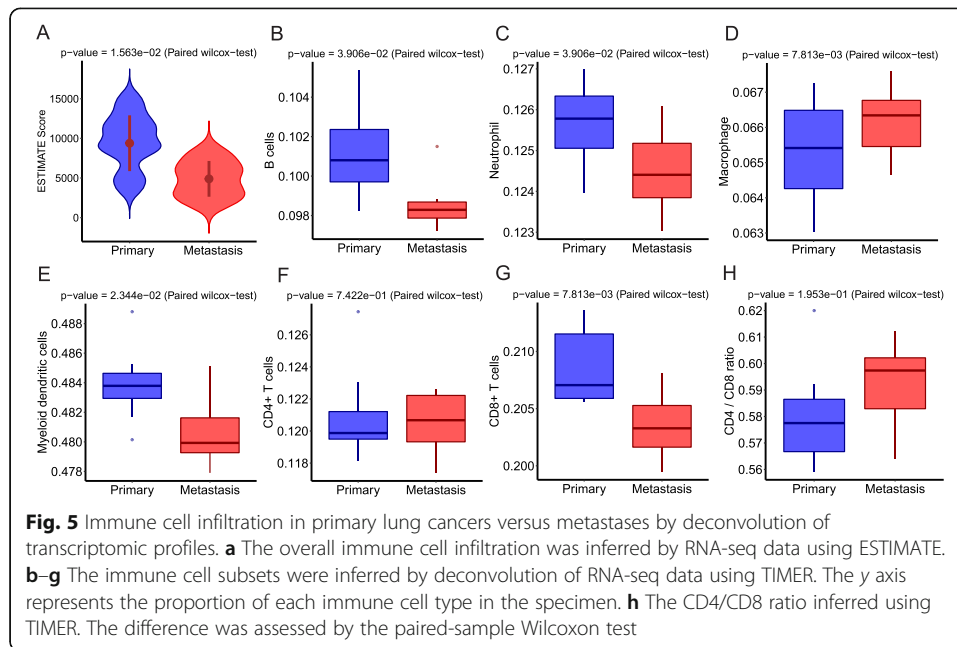 A
p-value = 1.563e-02 (Paired wilcox-test)
ESTIMATE Score
15000
10000
5000
0
Primary
Metastasis
B
p-value = 3.906e-02 (Paired wilcox-test)
B cells
0.104
0.102
0.100
0.098
Primary
Metastasis
C
p-value = 3.906e-02 (Paired wilcox-test)
Neutrophil
0.127
0.126
0.125
0.124
0.123
Primary
Metastasis
D
p-value = 7.813e-03 (Paired wilcox-test)
Macrophage
0.067
0.066
0.065
0.064
0.063
Primary
Metastasis
E
p-value = 2.344e-02 (Paired wilcox-test)
Myeloid dendritic cells
0.488
0.486
0.484
0.482
0.480
0.478
Primary
Metastasis
F
p-value = 7.422e-01 (Paired wilcox-test)
CD4+ T cells
0.126
0.124
0.122
0.120
0.118
Primary
Metastasis
G
p-value = 7.813e-03 (Paired wilcox-test)
CD8+ T cells
0.210
0.205
0.200
Primary
Metastasis
H
p-value = 1.953e-01 (Paired wilcox-test)
CD4 / CD8 ratio
0.62
0.61
0.60
0.59
0.58
0.57
0.56
Primary
Metastasis
Fig. 5 Immune cell infiltration in primary lung cancers versus metastases by deconvolution of
transcriptomic profiles. a The overall immune cell infiltration was inferred by RNA-seq data using ESTIMATE.
b–g The immune cell subsets were inferred by deconvolution of RNA-seq data using TIMER. The y axis
represents the proportion of each immune cell type in the specimen. h The CD4/CD8 ratio inferred using
TIMER. The difference was assessed by the paired-sample Wilcoxon test